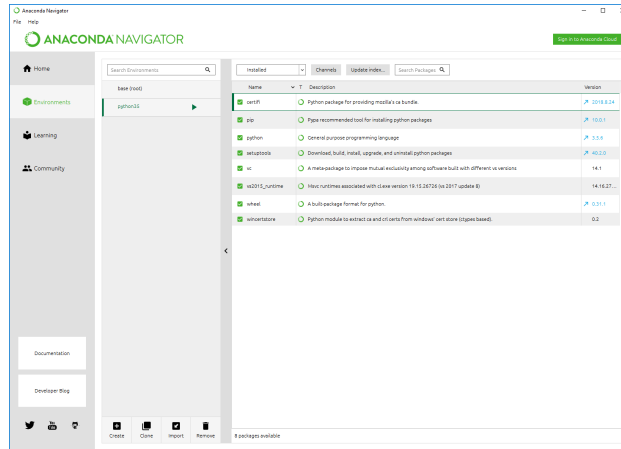 Anaconda Navigator
File Help
ANACONDA NAVIGATOR
Sign in to Anaconda Cloud
Home
Environments
Learning
Community
Documentation
Developer Blog
You Tube
Search Environments
base (root)
python35
Create Clone Import Remove
Installed Channels Update index... Search Packages
Name T Description Version
certifi Python package for providing mozilla's ca bundle. 2018.8.24
pip Pypa recommended tool for installing python packages 10.0.1
python General purpose programming language 3.5.6
setuptools Download, build, install, upgrade, and uninstall python packages 40.2.0
vc A meta-package to impose mutual exclusivity among software built with different vs versions 14.1
vs2015_runtime Msvc runtimes associated with cl.exe version 19.15.26726 (vs 2017 update 8) 14.16.27...
wheel A built-package format for python. 0.31.1
wincertstore Python module to extract ca and crl certs from windows' cert store (ctypes based). 0.2
8 packages available